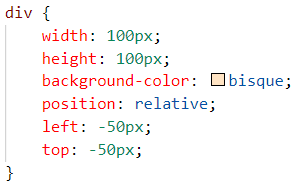 div {
    width: 100px;
    height: 100px;
    background-color: bisque;
    position: relative;
    left: -50px;
    top: -50px;
}